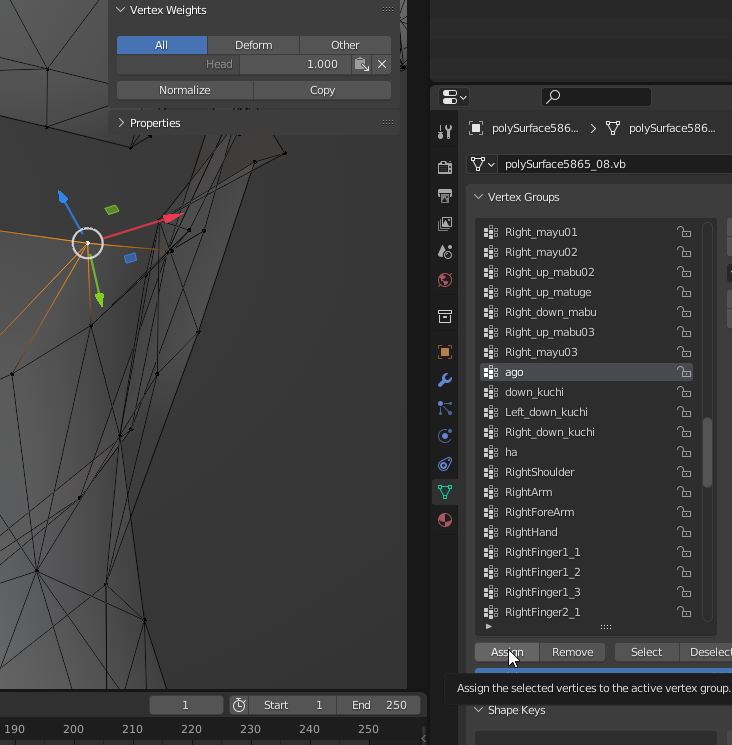 Vertex Weights
All Deform Other
Head 1.000
Normalize Copy
Properties
polySurface586... polySurface586...
polySurface5865_08.vb
Vertex Groups
Right_mayu01
Right_mayu02
Right_up_mabu02
Right_up_matuge
Right_down_mabu
Right_up_mabu03
Right_mayu03
ago
down_kuchi
Left_down_kuchi
Right_down_kuchi
ha
RightShoulder
RightArm
RightForeArm
RightHand
RightFinger1_1
RightFinger1_2
RightFinger1_3
RightFinger2_1
Assign Remove Select Deselect
Assign the selected vertices to the active vertex group.
Shape Keys
1 Start 1 End 250
190 200 210 220 230 240 250